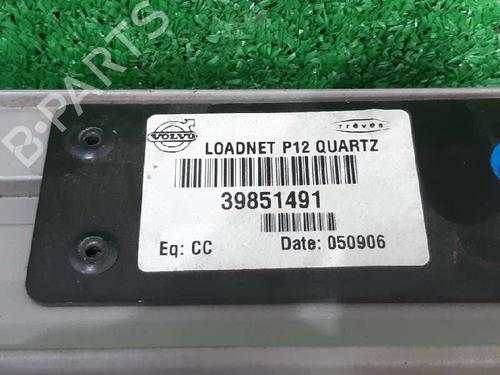 B-PARTS
VOLVO
Trèves
LOADNET P12 QUARTZ
39851491
Eq: CC
Date: 050906